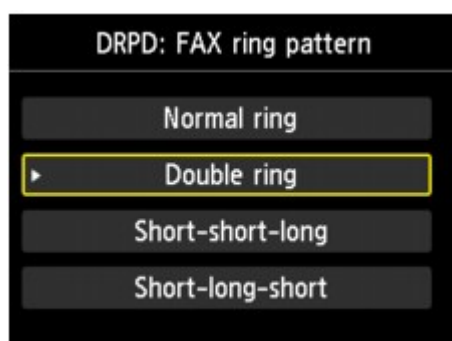 DRPD: FAX ring pattern
Normal ring
Double ring
Short-short-long
Short-long-short